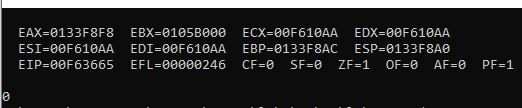 EAX=0133F8F8 EBX=0105B000 ECX=00F610AA EDX=00F610AA
ESI=00F610AA EDI=00F610AA EBP=0133F8AC ESP=0133F8A0
EIP=00F63665 EFL=00000246 CF=0 SF=0 ZF=1 OF=0 AF=0 PF=1
0